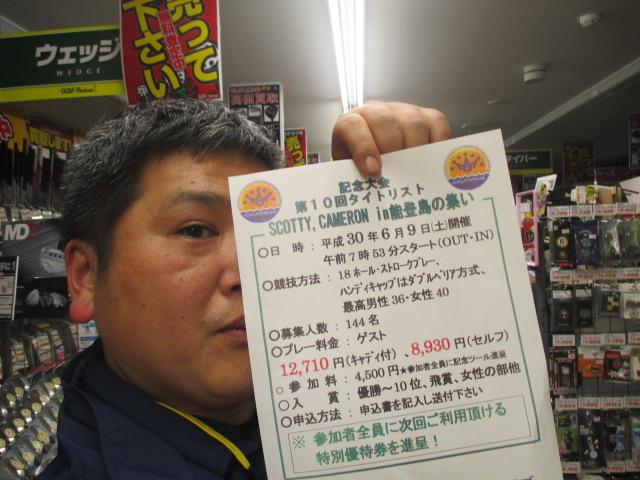 ウェッジ
WEDGE
GOLF Partner
売って
下さい
高価買取
記念大会
第10回タイトリスト
SCOTTY, CAMERON in能登島の集い
CALIFORNIA
CALIFORNIA
○日 時 : 平成30年6月9日(土)開催
午前7時53分スタート(OUT・IN)
○競技方法 : 18ホール・ストロークプレー、
ハンディキャップはダブルペリア方式、
最高男性36・女性40
○募集人数 : 144名
○プレー料金 : ゲスト
12,710円(キャディ付)、8,930円(セルフ)
○参 加 料 : 4,500円★参加者全員に記念ツール進呈
○入 賞 : 優勝～10位、飛賞、女性の部他
○申込方法 : 申込書を記入し送付下さい
※ 参加者全員に次回ご利用頂ける
特別優待券を進呈!